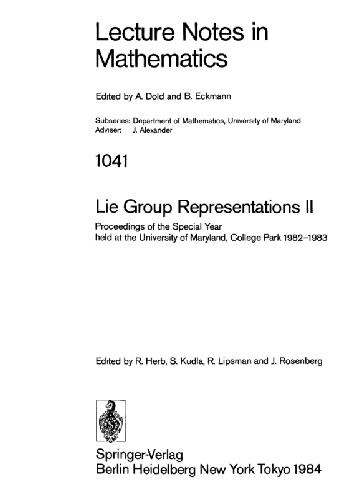 Lecture Notes in
Mathematics
Edited by A. Dold and B. Eckmann
Subseries: Department of Mathematics, University of Maryland
Adviser: J. Alexander
1041
Lie Group Representations II
Proceedings of the Special Year
held at the University of Maryland, College Park 1982–1983
Edited by R. Herb, S. Kudla, R. Lipsman and J. Rosenberg
Springer-Verlag
Berlin Heidelberg New York Tokyo 1984